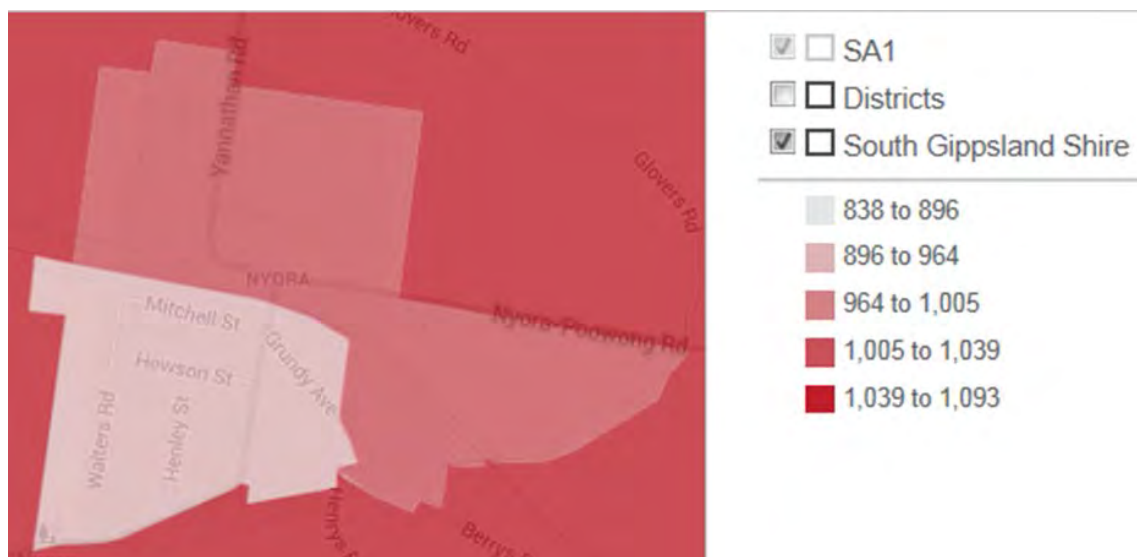 Glovers Rd
Yannathan Rd
Glovers Rd
NYORA
Mitchell St
Nyora-Poowong Rd
Grundy Ave
Howson St
Walters Rd
Henley St
Henrys
Berrys
SA1
Districts
South Gippsland Shire
838 to 896
896 to 964
964 to 1,005
1,005 to 1,039
1,039 to 1,093